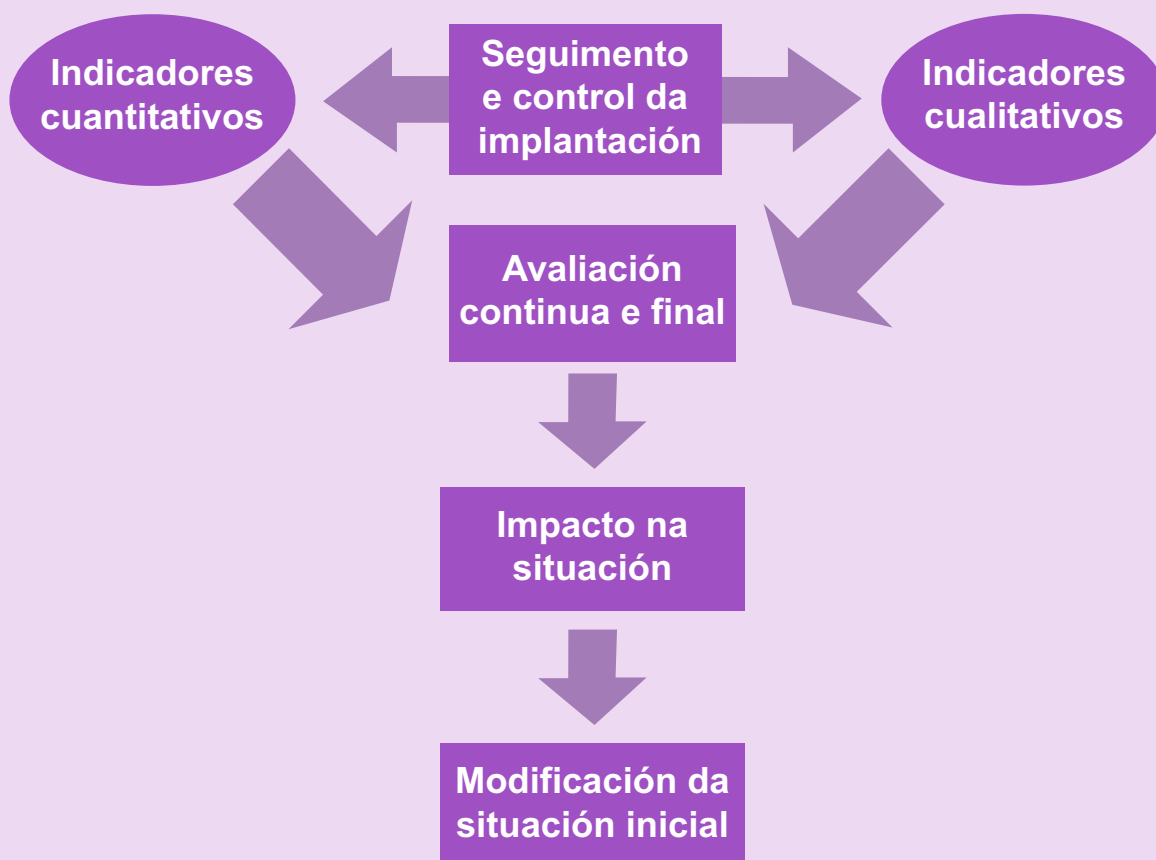 Indicadores
cuantitativos
Seguimento
e control da
implantación
Indicadores
cualitativos
Avaliación
continua e final
Impacto na
situación
Modificación da
situación inicial